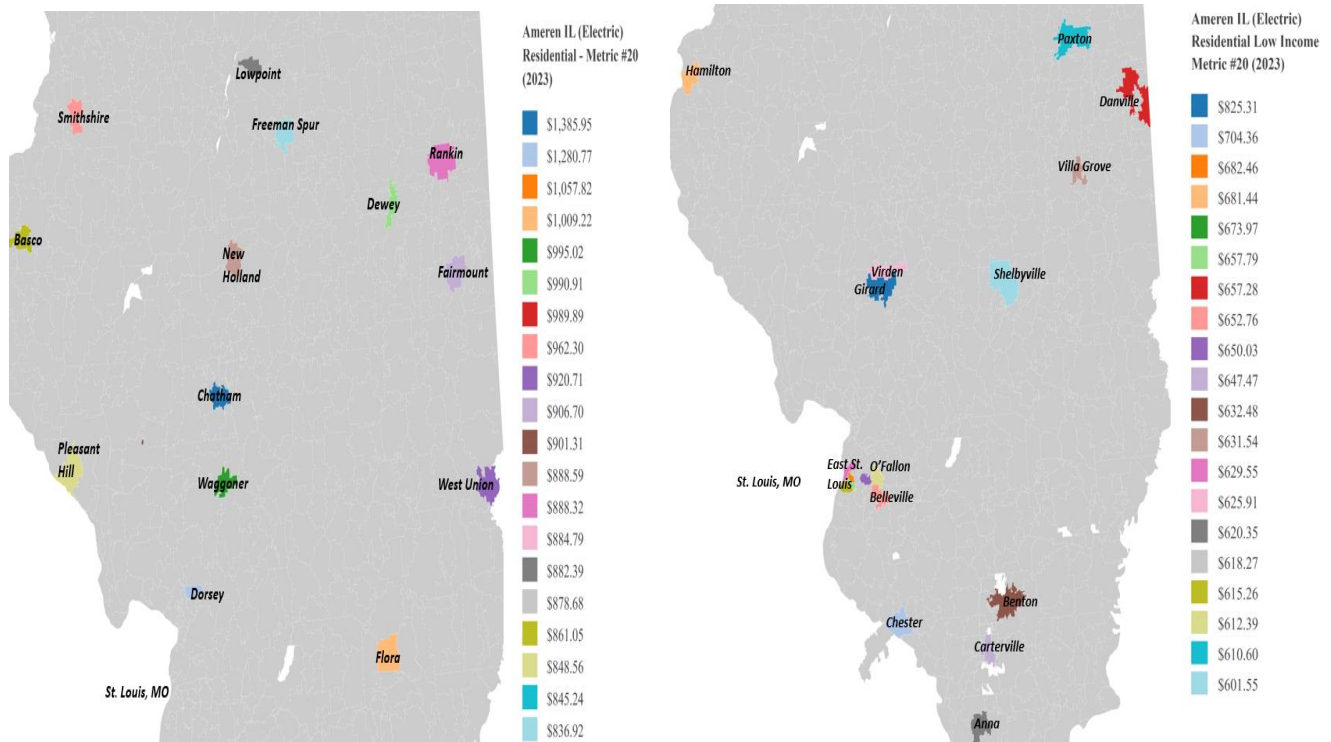 Lowpoint
Smithshire
Freeman Spur
Rankin
Dewey
Basco
New
Holland
Fairmount
Chatham
Pleasant
Hill
Waggoner
West Union
Dorsey
Flora
St. Louis, MO
Ameren IL (Electric)
Residential - Metric #20
(2023)
$1,385.95
$1,280.77
$1,057.82
$1,009.22
$995.02
$990.91
$989.89
$962.30
$920.71
$906.70
$901.31
$888.59
$888.32
$884.79
$882.39
$878.68
$861.05
$848.56
$845.24
$836.92
Paxton
Hamilton
Danville
Villa Grove
Virden
Girard
Shelbyville
East St.
Louis
O'Fallon
St. Louis, MO
Belleville
Benton
Chester
Carterville
Anna
Ameren IL (Electric)
Residential Low Income
Metric #20 (2023)
$825.31
$704.36
$682.46
$681.44
$673.97
$657.79
$657.28
$652.76
$650.03
$647.47
$632.48
$631.54
$629.55
$625.91
$620.35
$618.27
$615.26
$612.39
$610.60
$601.55